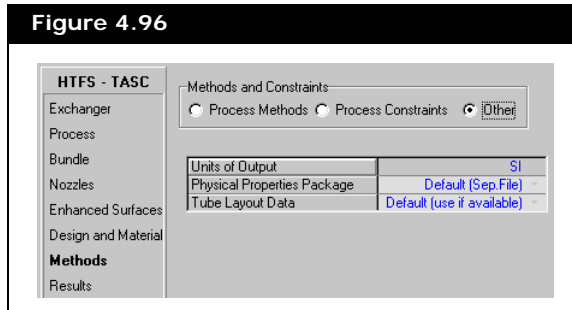 Figure 4.96
HTFS - TASC
Exchanger
Process
Bundle
Nozzles
Enhanced Surfaces
Design and Material
Methods
Results
Methods and Constraints
Process Methods Process Constraints Other
Units of Output SI
Physical Properties Package Default (Sep.File)
Tube Layout Data Default (use if available)